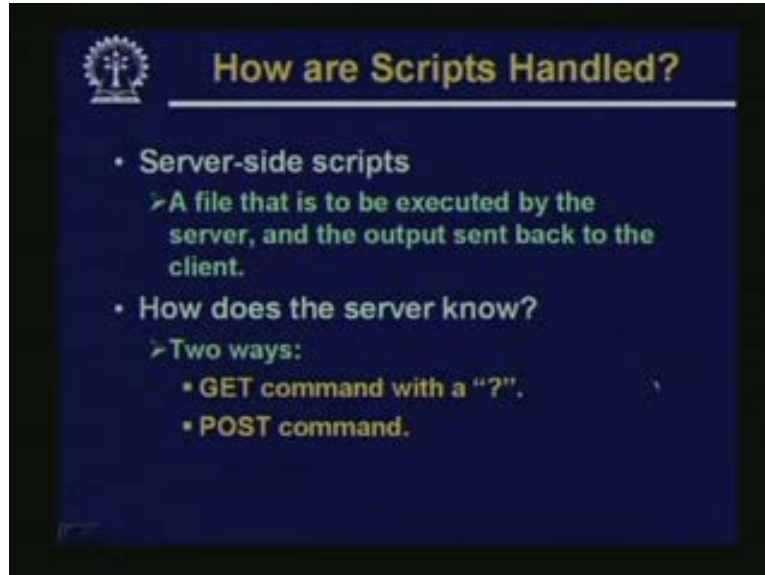 How are Scripts Handled?
• Server-side scripts
➢A file that is to be executed by the
server, and the output sent back to the
client.
• How does the server know?
➢Two ways:
▪ GET command with a “?”.
▪ POST command.